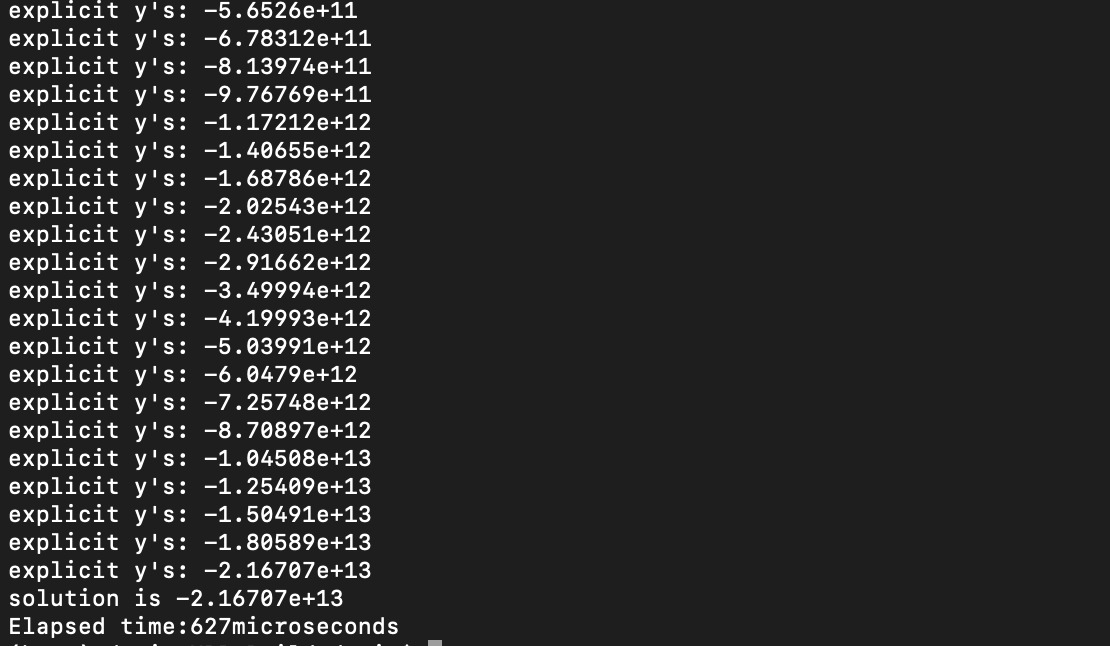 explicit y's: -5.6526e+11
explicit y's: -6.78312e+11
explicit y's: -8.13974e+11
explicit y's: -9.76769e+11
explicit y's: -1.17212e+12
explicit y's: -1.40655e+12
explicit y's: -1.68786e+12
explicit y's: -2.02543e+12
explicit y's: -2.43051e+12
explicit y's: -2.91662e+12
explicit y's: -3.49994e+12
explicit y's: -4.19993e+12
explicit y's: -5.03991e+12
explicit y's: -6.0479e+12
explicit y's: -7.25748e+12
explicit y's: -8.70897e+12
explicit y's: -1.04508e+13
explicit y's: -1.25409e+13
explicit y's: -1.50491e+13
explicit y's: -1.80589e+13
explicit y's: -2.16707e+13
solution is -2.16707e+13
Elapsed time:627microseconds